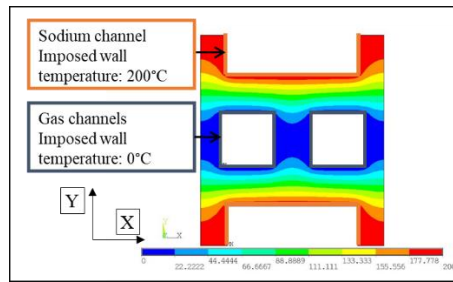 Sodium channel
Imposed wall
temperature: 200°C
Gas channels
Imposed wall
temperature: 0°C
Y
X
0 44.4444 88.8889 133.333 177.778
22.2222 66.6667 111.111 155.556 200